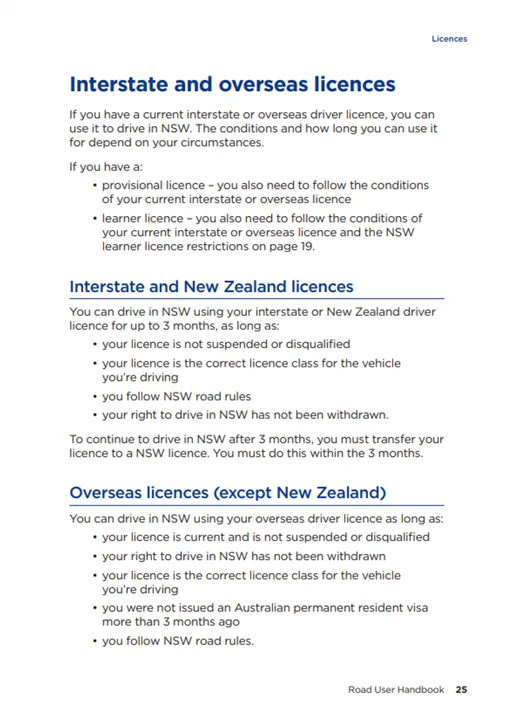 Licences
Interstate and overseas licences
If you have a current interstate or overseas driver licence, you can
use it to drive in NSW. The conditions and how long you can use it
for depend on your circumstances.
If you have a:
• provisional licence – you also need to follow the conditions
of your current interstate or overseas licence
• learner licence – you also need to follow the conditions of
your current interstate or overseas licence and the NSW
learner licence restrictions on page 19.
Interstate and New Zealand licences
You can drive in NSW using your interstate or New Zealand driver
licence for up to 3 months, as long as:
• your licence is not suspended or disqualified
• your licence is the correct licence class for the vehicle
you're driving
• you follow NSW road rules
• your right to drive in NSW has not been withdrawn.
To continue to drive in NSW after 3 months, you must transfer your
licence to a NSW licence. You must do this within the 3 months.
Overseas licences (except New Zealand)
You can drive in NSW using your overseas driver licence as long as:
• your licence is current and is not suspended or disqualified
• your right to drive in NSW has not been withdrawn
• your licence is the correct licence class for the vehicle
you're driving
• you were not issued an Australian permanent resident visa
more than 3 months ago
• you follow NSW road rules.
Road User Handbook 25